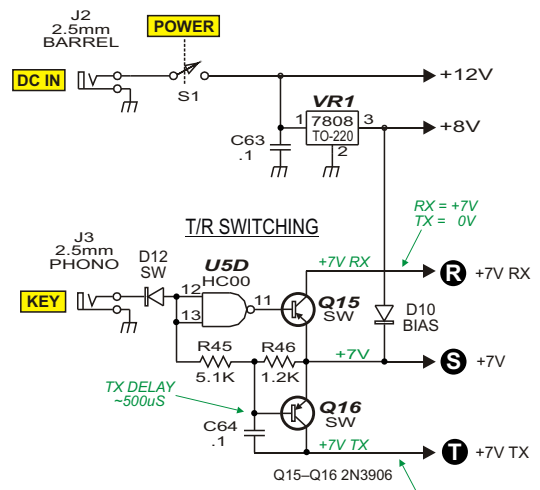 J2
2.5mm
BARREL
POWER
DC IN
S1
+12V
VR1
1
7808
3
TO-220
2
+8V
C63
.1
RX = +7V
TX = 0V
T/R SWITCHING
J3
2.5mm
PHONO
D12
SW
U5D
HC00
+7V RX
R
+7V RX
12
11
13
Q15
SW
KEY
D10
BIAS
R45
5.1K
R46
1.2K
+7V
S
+7V
TX DELAY
~500uS
Q16
SW
C64
.1
+7V TX
T
+7V TX
Q15–Q16 2N3906